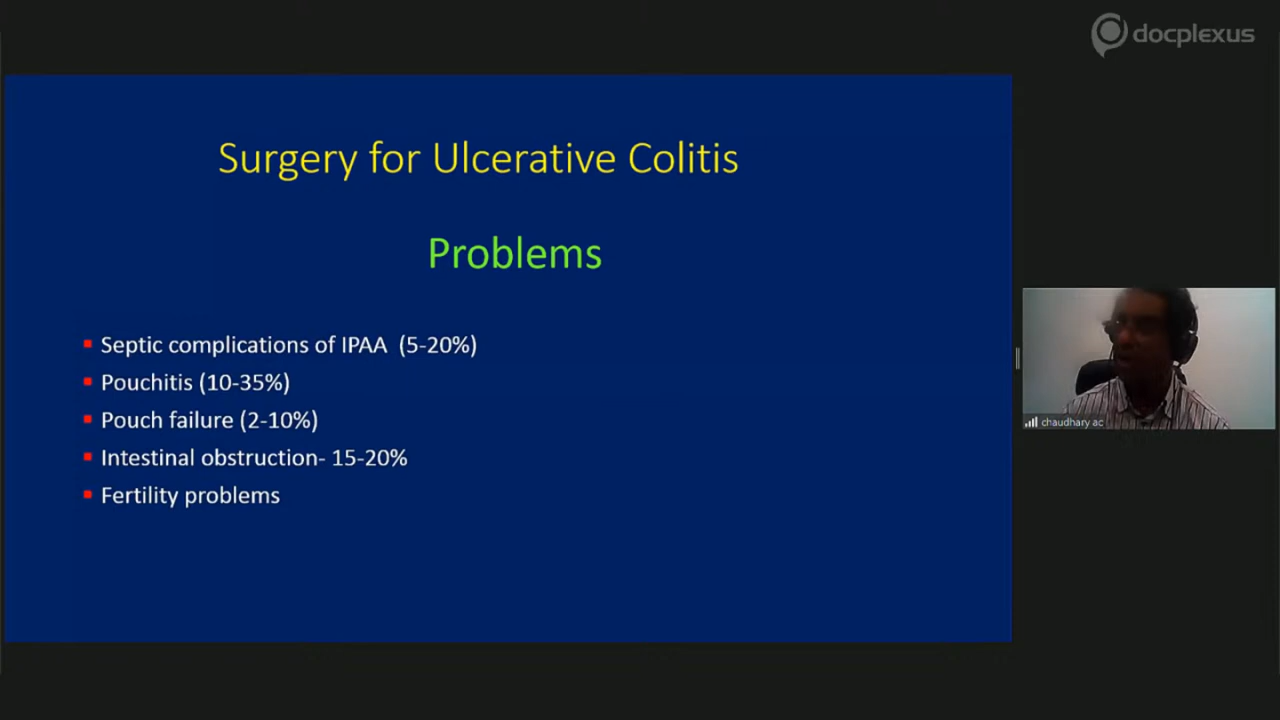 docplexus
Surgery for Ulcerative Colitis
Problems
Septic complications of IPAA (5-20%)
Pouchitis (10-35%)
Pouch failure (2-10%)
Intestinal obstruction- 15-20%
Fertility problems
chaudhary ac